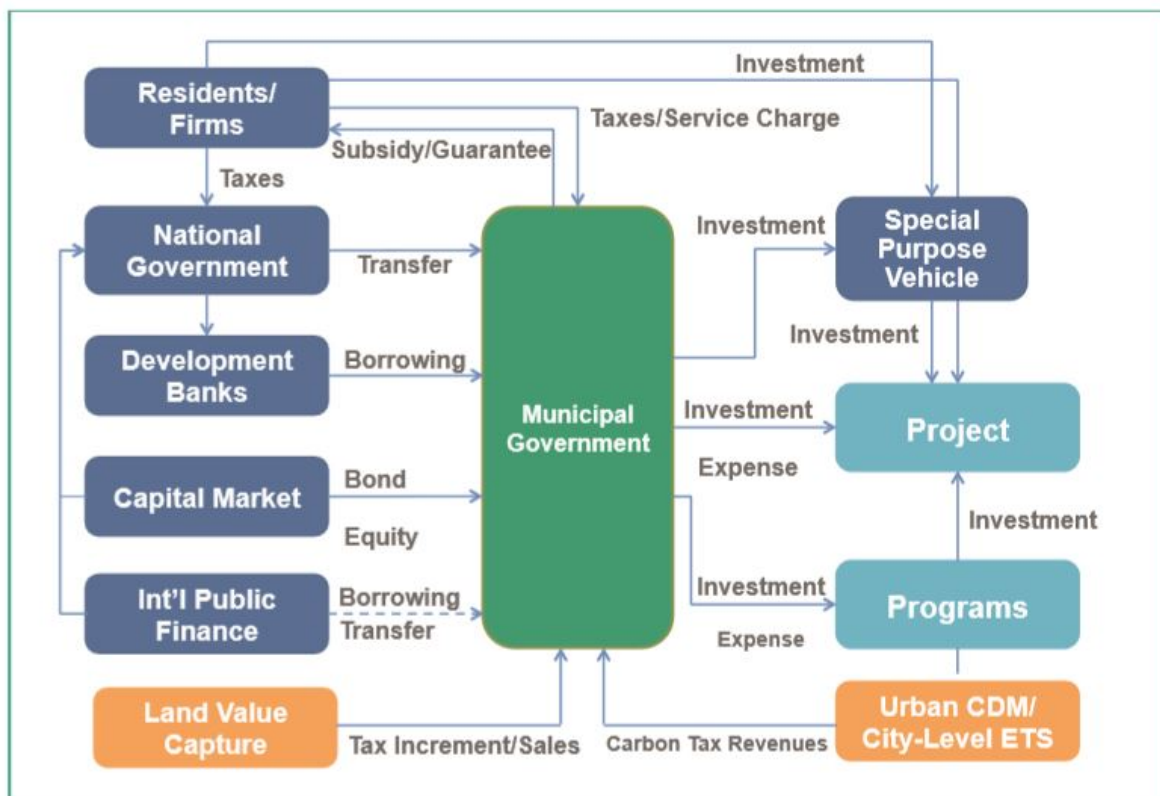 Residents/
Firms
Investment
Taxes/Service Charge
Subsidy/Guarantee
Taxes
National
Government
Transfer
Investment
Special
Purpose
Vehicle
Investment
Development
Banks
Borrowing
Municipal
Government
Investment
Expense
Project
Capital Market
Bond
Equity
Investment
Int'l Public
Finance
Borrowing
Transfer
Investment
Expense
Programs
Land Value
Capture
Tax Increment/Sales
Carbon Tax Revenues
Urban CDM/
City-Level ETS